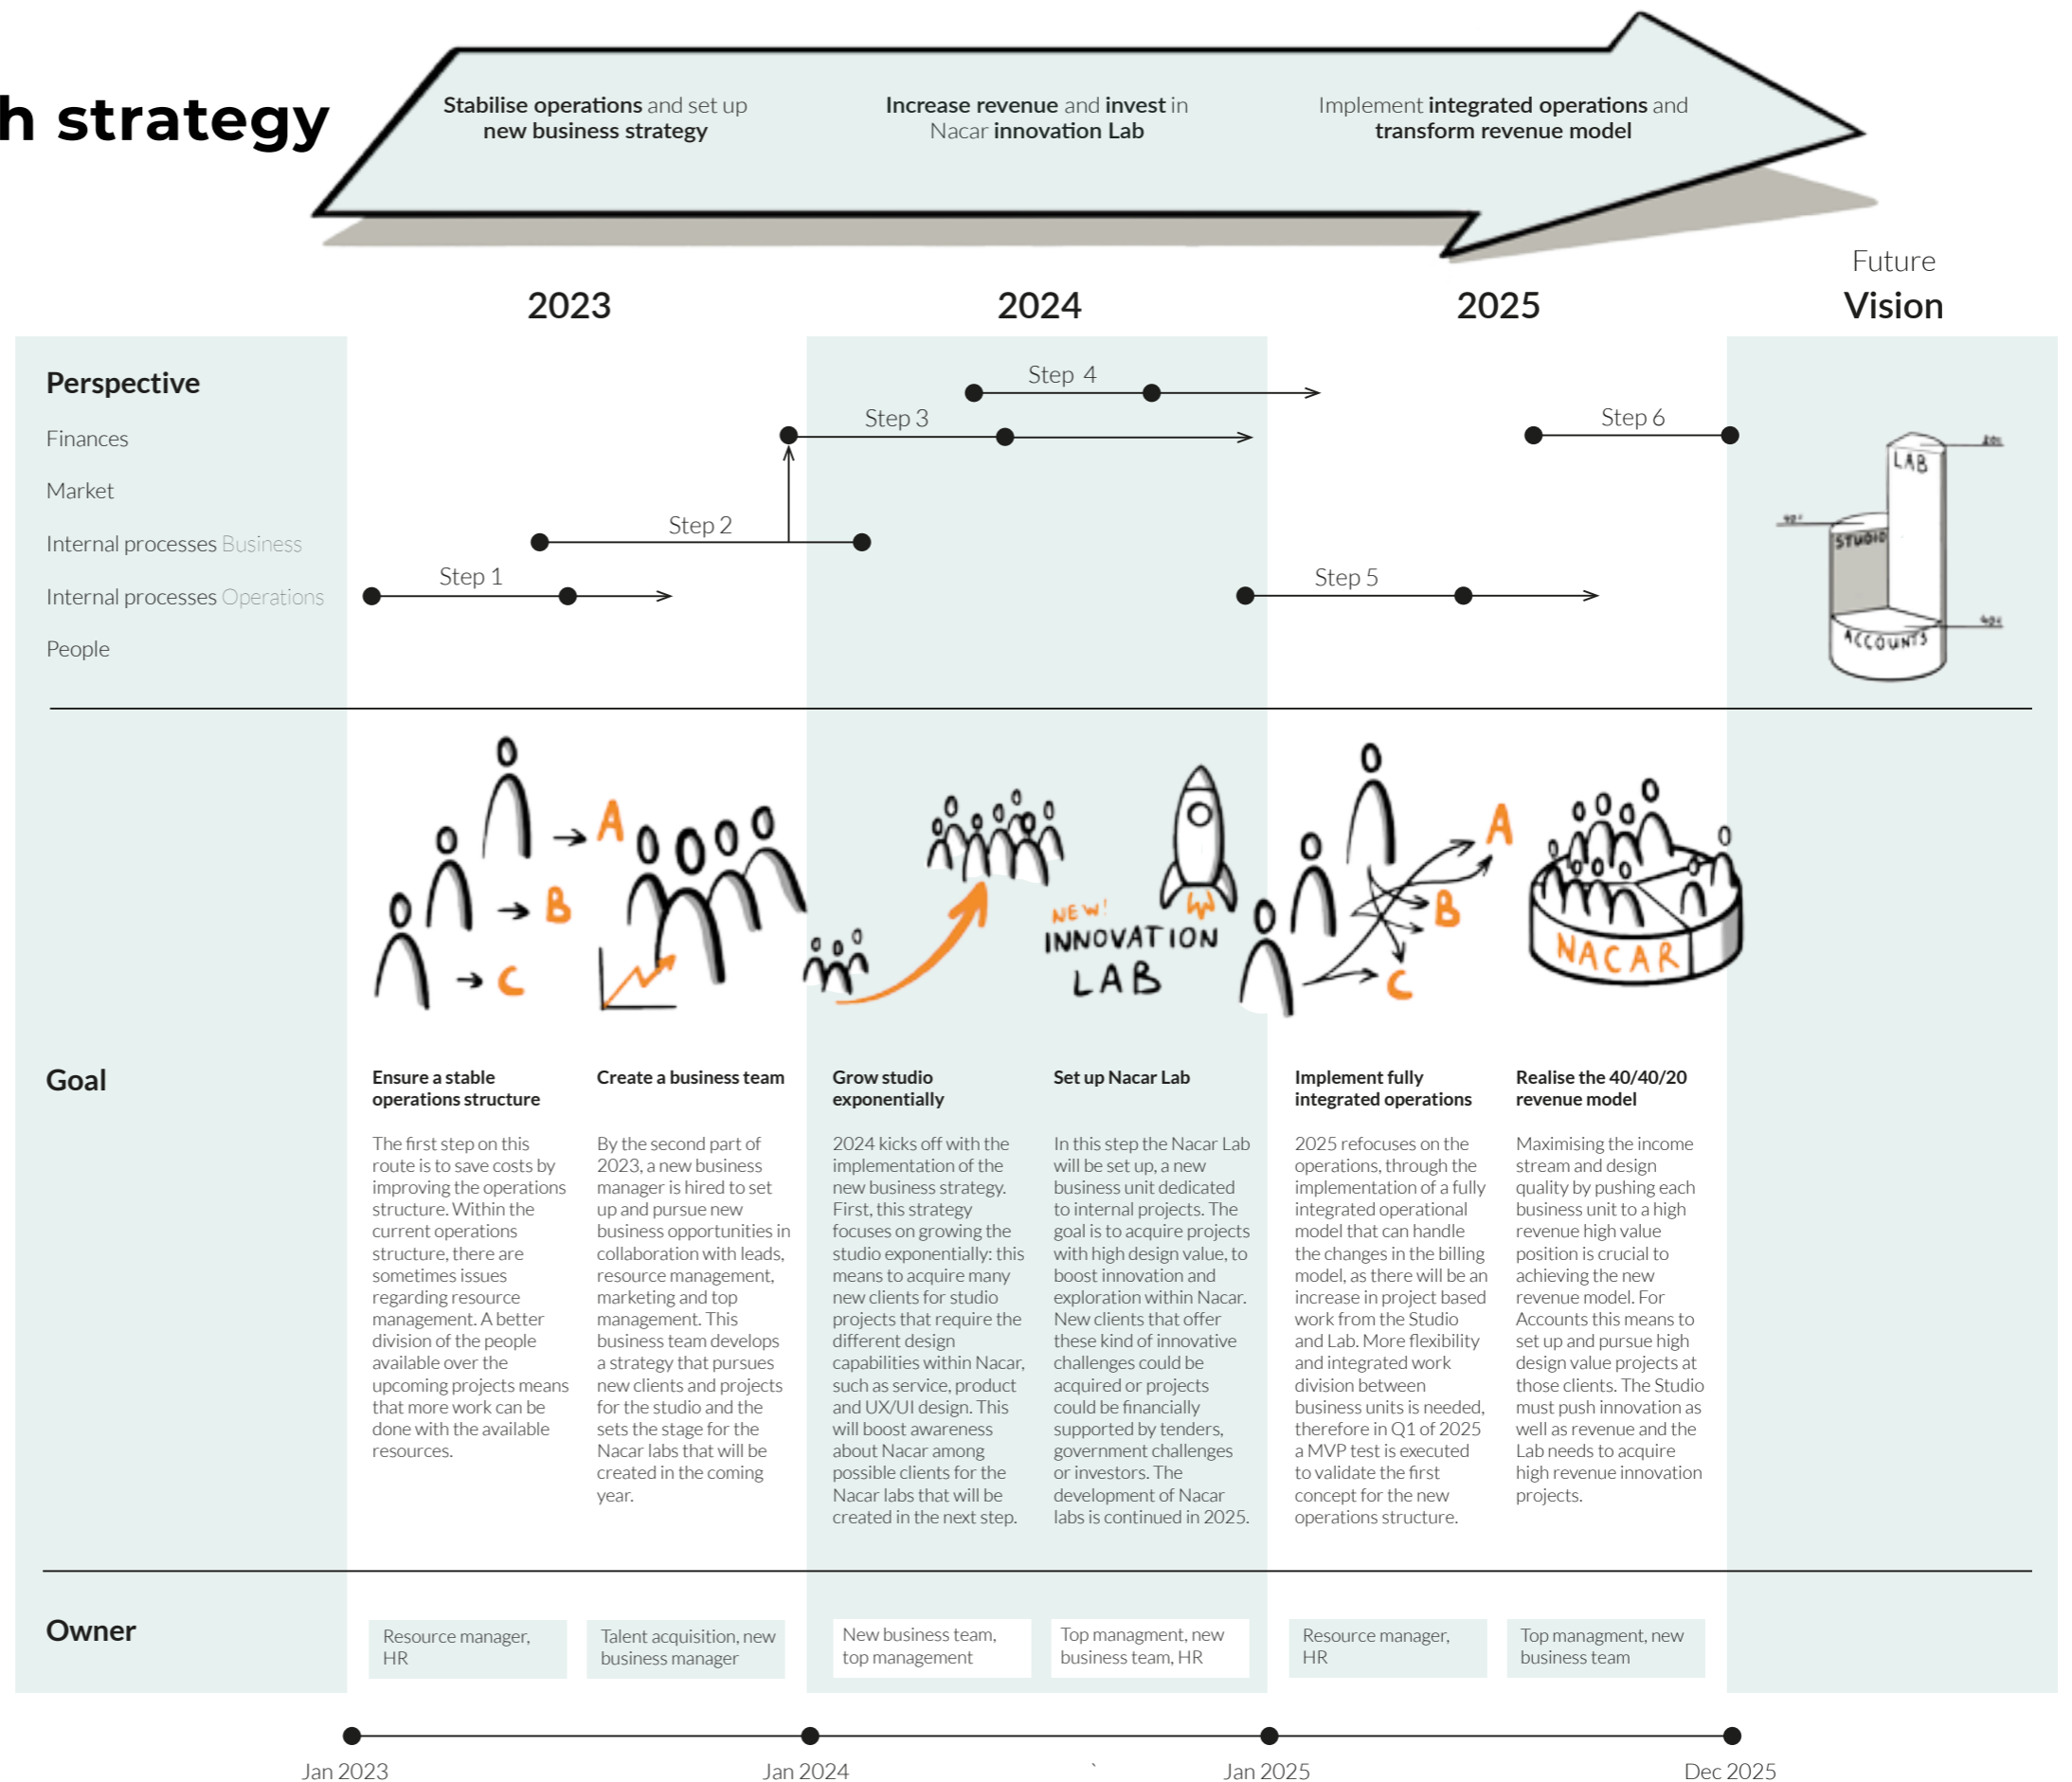 h strategy
Stabilise operations and set up
new business strategy
Increase revenue and invest in
Nacar innovation Lab
Implement integrated operations and
transform revenue model
2023
2024
2025
Future
Vision
Perspective
Finances
Market
Internal processes Business
Internal processes Operations
People
Step 1
Step 2
Step 3
Step 4
Step 5
Step 6
LAB
STUDIO
ACCOUNTS
A
B
C
NEW!
INNOVATION
LAB
A
B
C
NACAR
Goal
Ensure a stable
operations structure
The first step on this
route is to save costs by
improving the operations
structure. Within the
current operations
structure, there are
sometimes issues
regarding resource
management. A better
division of the people
available over the
upcoming projects means
that more work can be
done with the available
resources.
Create a business team
By the second part of
2023, a new business
manager is hired to set
up and pursue new
business opportunities in
collaboration with leads,
resource management,
marketing and top
management. This
business team develops
a strategy that pursues
new clients and projects
for the studio and the
sets the stage for the
Nacar labs that will be
created in the coming
year.
Grow studio
exponentially
2024 kicks off with the
implementation of the
new business strategy.
First, this strategy
focuses on growing the
studio exponentially: this
means to acquire many
new clients for studio
projects that require the
different design
capabilities within Nacar,
such as service, product
and UX/UI design. This
will boost awareness
about Nacar among
possible clients for the
Nacar labs that will be
created in the next step.
Set up Nacar Lab
In this step the Nacar Lab
will be set up, a new
business unit dedicated
to internal projects. The
goal is to acquire projects
with high design value, to
boost innovation and
exploration within Nacar.
New clients that offer
these kind of innovative
challenges could be
acquired or projects
could be financially
supported by tenders,
government challenges
or investors. The
development of Nacar
labs is continued in 2025.
Implement fully
integrated operations
2025 refocuses on the
operations, through the
implementation of a fully
integrated operational
model that can handle
the changes in the billing
model, as there will be an
increase in project based
work from the Studio
and Lab. More flexibility
and integrated work
division between
business units is needed,
therefore in Q1 of 2025
a MVP test is executed
to validate the first
concept for the new
operations structure.
Realise the 40/40/20
revenue model
Maximising the income
stream and design
quality by pushing each
business unit to a high
revenue high value
position is crucial to
achieving the new
revenue model. For
Accounts this means to
set up and pursue high
design value projects at
those clients. The Studio
must push innovation as
well as revenue and the
Lab needs to acquire
high revenue innovation
projects.
Owner
Resource manager,
HR
Talent acquisition, new
business manager
New business team,
top management
Top managment, new
business team, HR
Resource manager,
HR
Top managment, new
business team
Jan 2023
Jan 2024
`
Jan 2025
Dec 2025